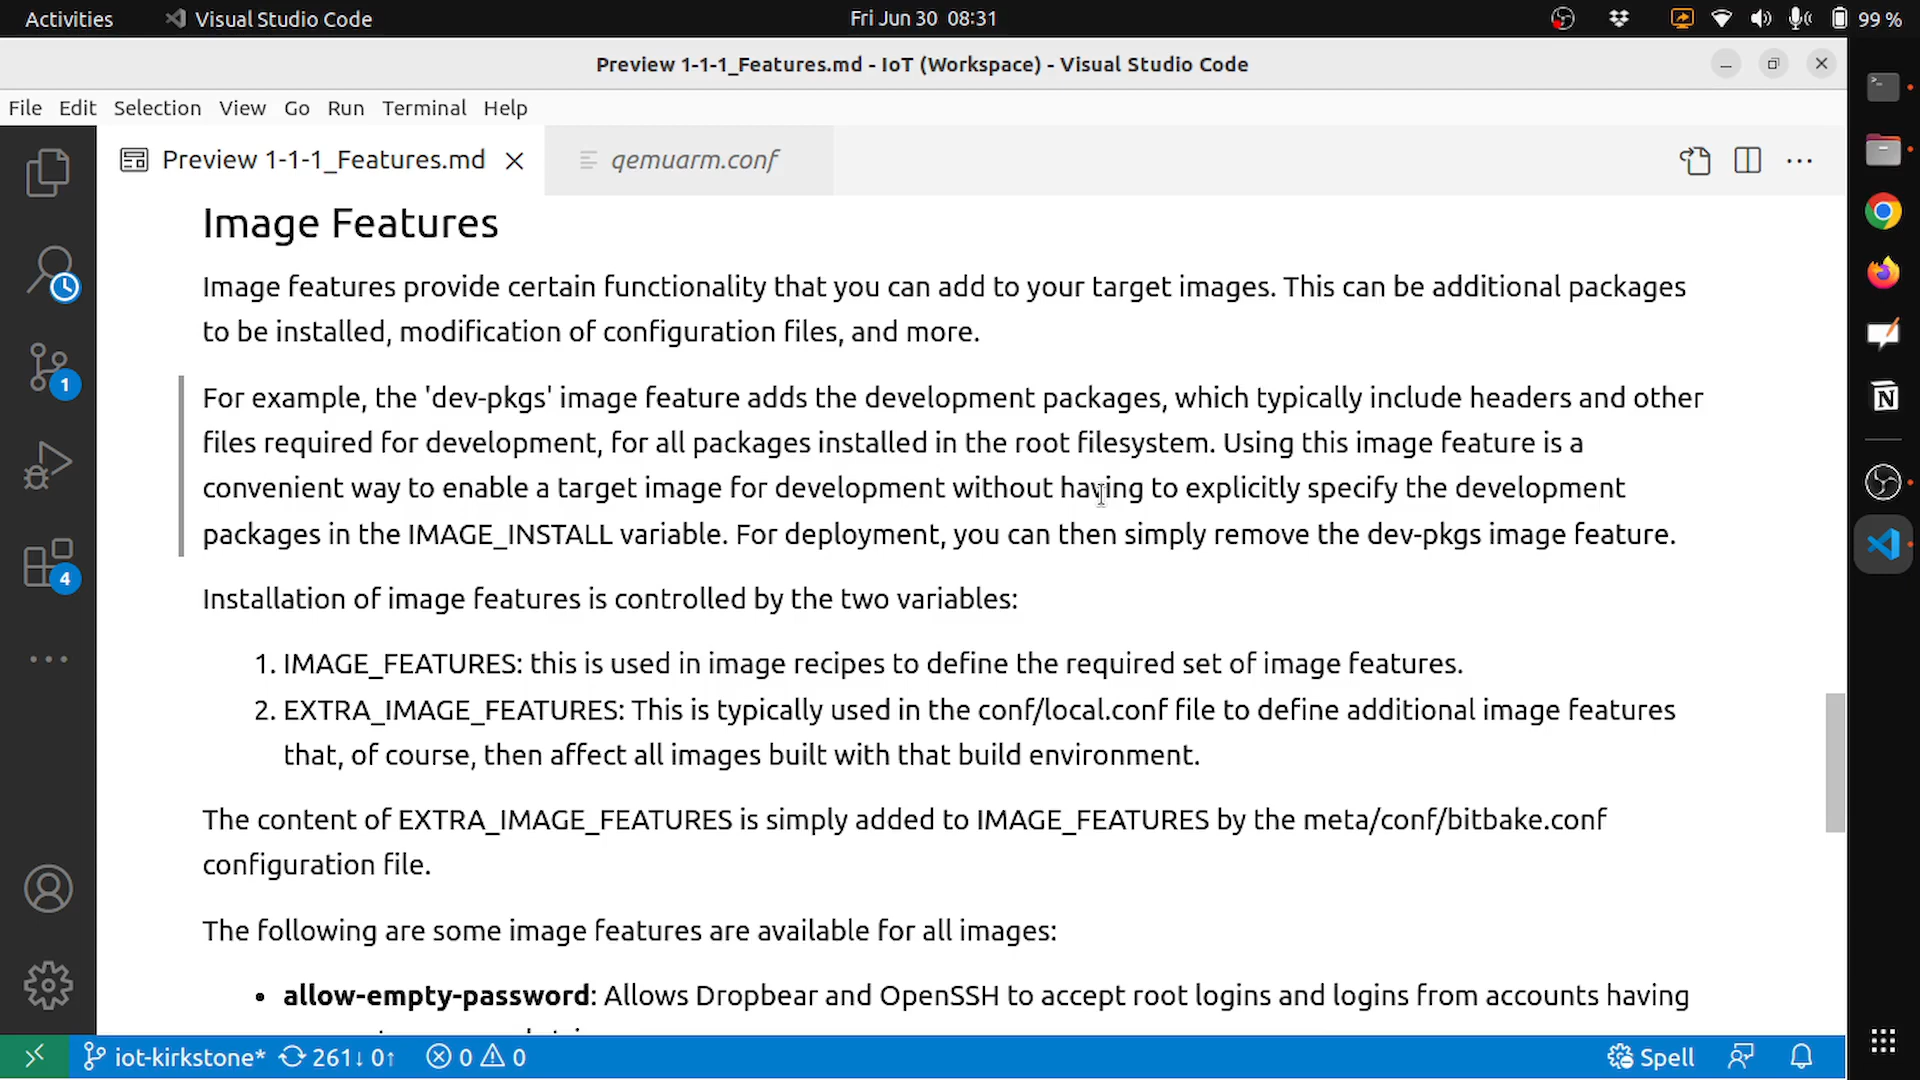 Activities Visual Studio Code Fri Jun 30 08:31 99 %
Preview 1-1-1_Features.md - IoT (Workspace) - Visual Studio Code
File Edit Selection View Go Run Terminal Help
Preview 1-1-1_Features.md qemuarm.conf
Image Features
Image features provide certain functionality that you can add to your target images. This can be additional packages
to be installed, modification of configuration files, and more.
For example, the 'dev-pkgs' image feature adds the development packages, which typically include headers and other
files required for development, for all packages installed in the root filesystem. Using this image feature is a
convenient way to enable a target image for development without having to explicitly specify the development
packages in the IMAGE_INSTALL variable. For deployment, you can then simply remove the dev-pkgs image feature.
Installation of image features is controlled by the two variables:
1. IMAGE_FEATURES: this is used in image recipes to define the required set of image features.
2. EXTRA_IMAGE_FEATURES: This is typically used in the conf/local.conf file to define additional image features
that, of course, then affect all images built with that build environment.
The content of EXTRA_IMAGE_FEATURES is simply added to IMAGE_FEATURES by the meta/conf/bitbake.conf
configuration file.
The following are some image features are available for all images:
• allow-empty-password: Allows Dropbear and OpenSSH to accept root logins and logins from accounts having
1
4
iot-kirkstone* 261↓ 0↑ 0 0 Spell